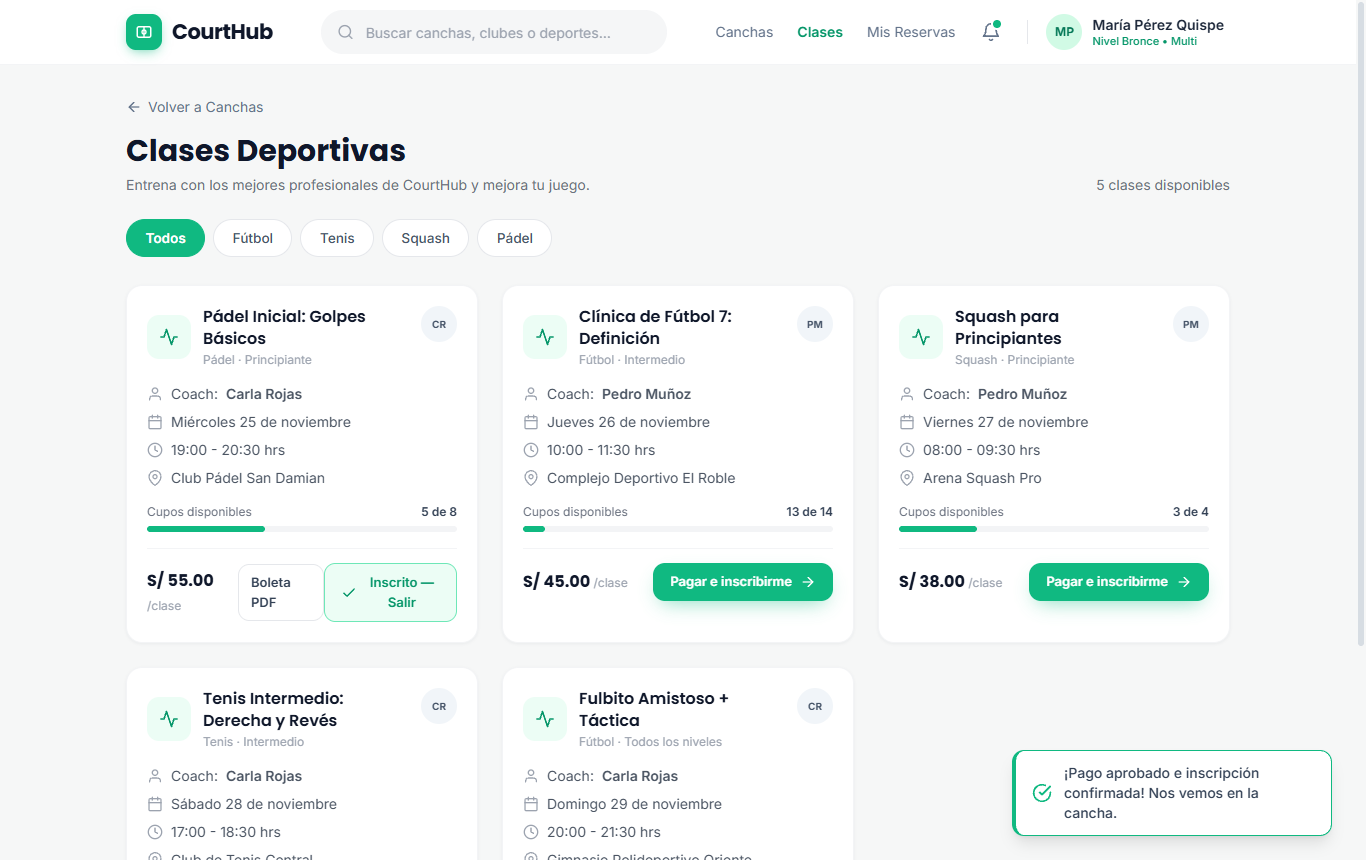 CourtHub
Buscar canchas, clubes o deportes...
Canchas
Clases
Mis Reservas
MP
María Pérez Quispe
Nivel Bronce • Multi
Volver a Canchas
Clases Deportivas
Entrena con los mejores profesionales de CourtHub y mejora tu juego.
5 clases disponibles
Todos
Fútbol
Tenis
Squash
Pádel
Pádel Inicial: Golpes
Básicos
Pádel · Principiante
CR
Coach: Carla Rojas
Miércoles 25 de noviembre
19:00 - 20:30 hrs
Club Pádel San Damian
Cupos disponibles
5 de 8
S/ 55.00
/clase
Boleta
PDF
Inscrito —
Salir
Clínica de Fútbol 7:
Definición
Fútbol · Intermedio
PM
Coach: Pedro Muñoz
Jueves 26 de noviembre
10:00 - 11:30 hrs
Complejo Deportivo El Roble
Cupos disponibles
13 de 14
S/ 45.00 /clase
Pagar e inscribirme
Squash para
Principiantes
Squash · Principiante
PM
Coach: Pedro Muñoz
Viernes 27 de noviembre
08:00 - 09:30 hrs
Arena Squash Pro
Cupos disponibles
3 de 4
S/ 38.00 /clase
Pagar e inscribirme
Tenis Intermedio:
Derecha y Revés
Tenis · Intermedio
CR
Coach: Carla Rojas
Sábado 28 de noviembre
17:00 - 18:30 hrs
Club de Tenis Central
Fulbito Amistoso +
Táctica
Fútbol · Todos los niveles
CR
Coach: Carla Rojas
Domingo 29 de noviembre
20:00 - 21:30 hrs
Gimnasio Polideportivo Oriente
¡Pago aprobado e inscripción
confirmada! Nos vemos en la
cancha.